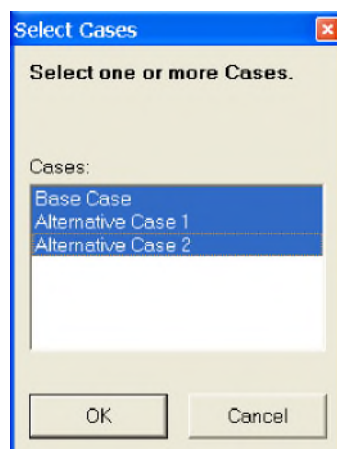 Select Cases
Select one or more Cases.
Cases:
Base Case
Alternative Case 1
Alternative Case 2
OK
Cancel